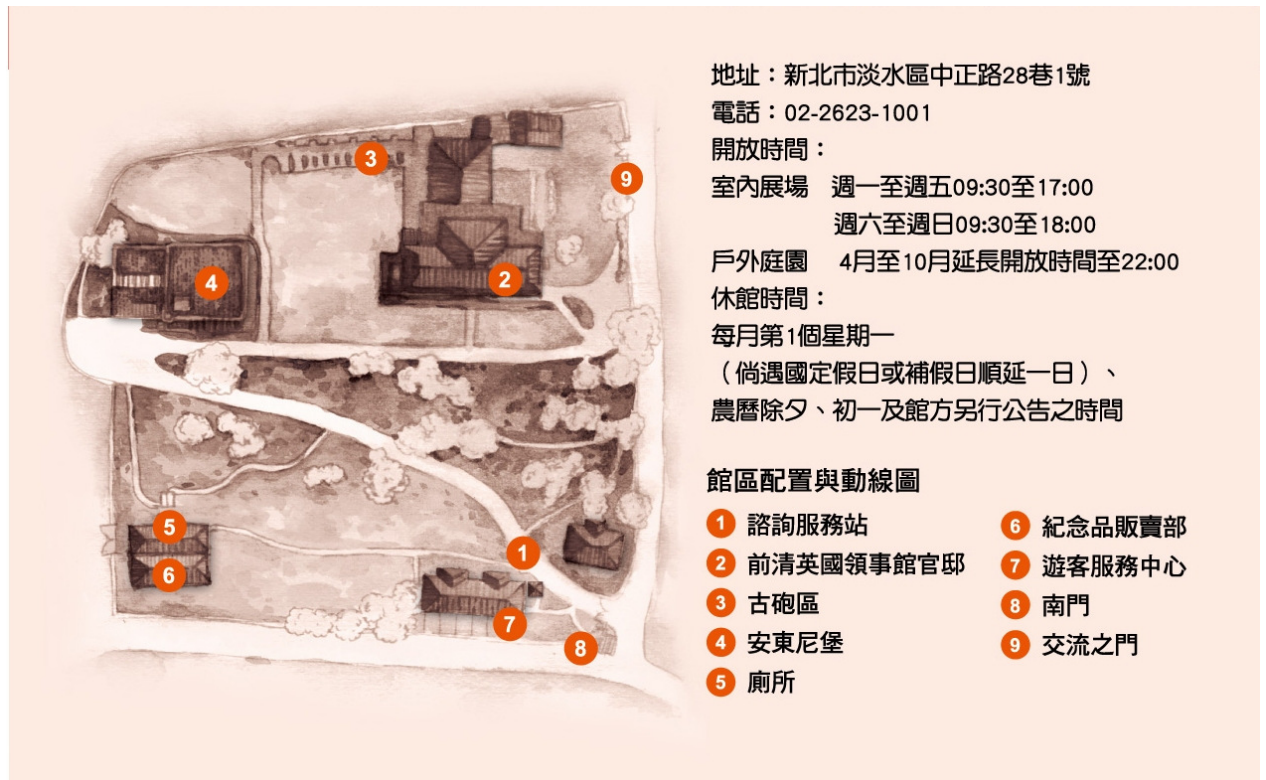 地址：新北市淡水區中正路28巷1號
電話：02-2623-1001
開放時間：
室內展場 週一至週五09:30至17:00
週六至週日09:30至18:00
戶外庭園 4月至10月延長開放時間至22:00
休館時間：
每月第1個星期一
（倘遇國定假日或補假日順延一日）、
農曆除夕、初一及館方另行公告之時間
館區配置與動線圖
1 諮詢服務站
2 前清英國領事館官邸
3 古砲區
4 安東尼堡
5 廁所
6 紀念品販賣部
7 遊客服務中心
8 南門
9 交流之門
3
9
4
2
5
1
6
7
8